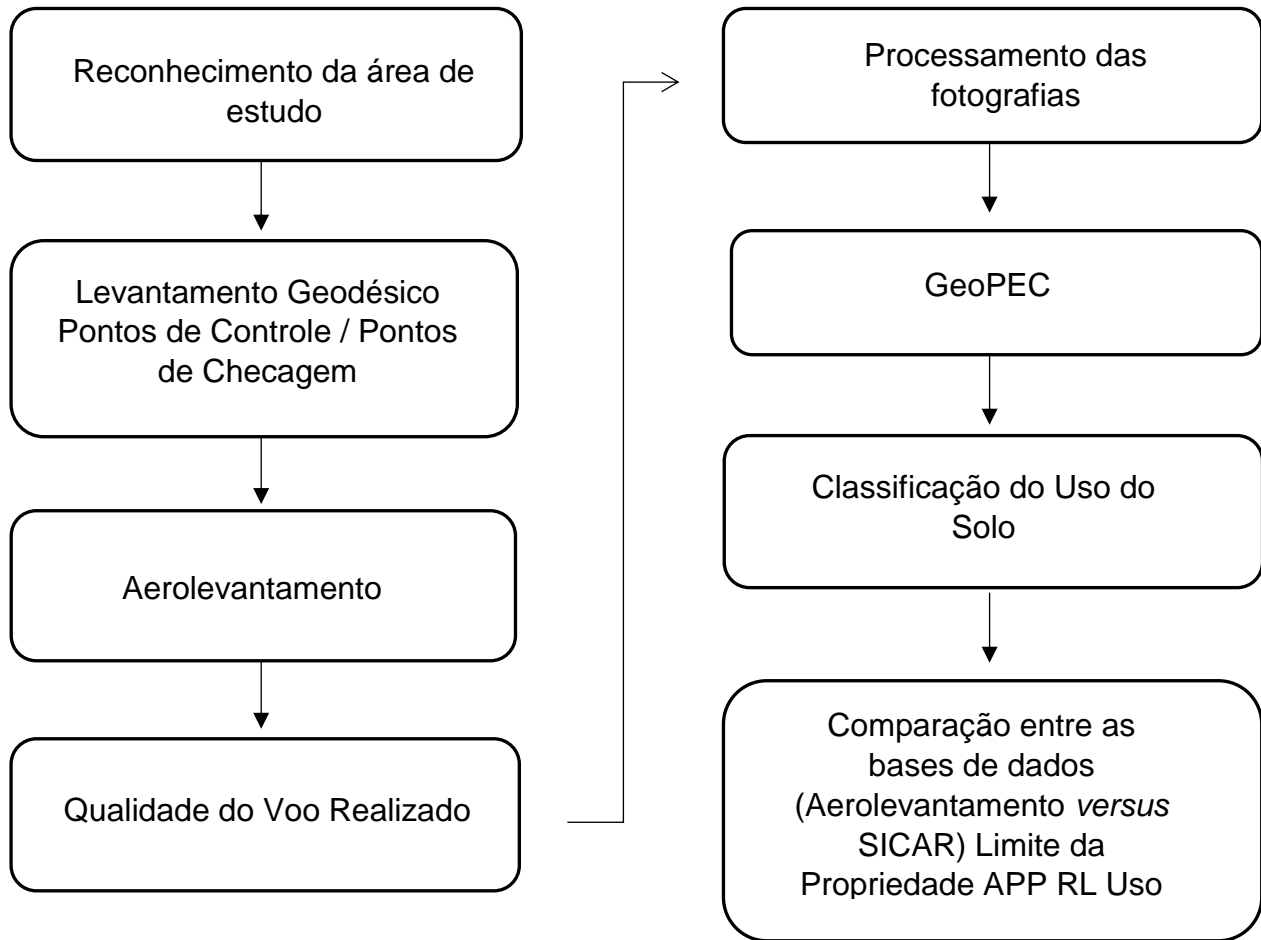 Reconhecimento da área de
estudo
Levantamento Geodésico
Pontos de Controle / Pontos
de Checagem
Aerolevantamento
Qualidade do Voo Realizado
Processamento das
fotografias
GeoPEC
Classificação do Uso do
Solo
Comparação entre as
bases de dados
(Aerolevantamento versus
SICAR) Limite da
Propriedade APP RL Uso